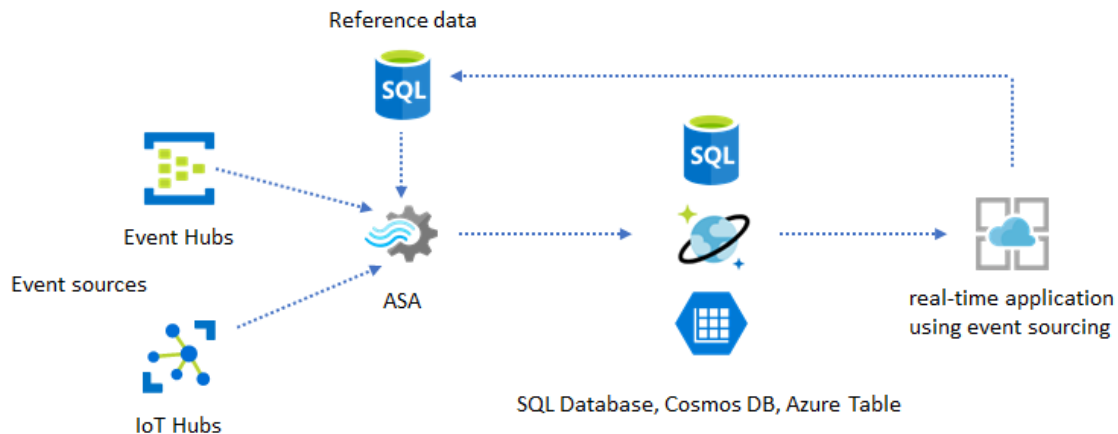 Reference data
SQL
SQL
Event Hubs
Event sources
ASA
real-time application
using event sourcing
SQL Database, Cosmos DB, Azure Table
IoT Hubs